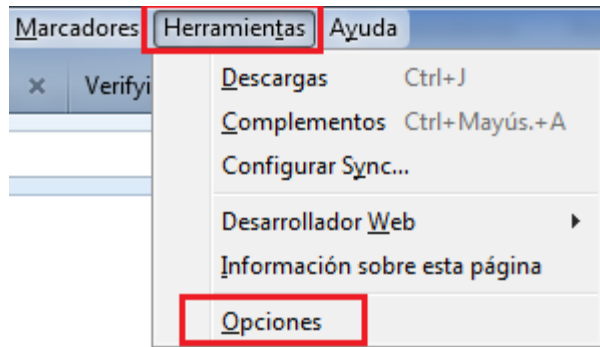 Marcadores Herramientas Ayuda
Verifyi
Descargas Ctrl+J
Complementos Ctrl+Mayús.+A
Configurar Sync...
Desarrollador Web
Información sobre esta página
Opciones